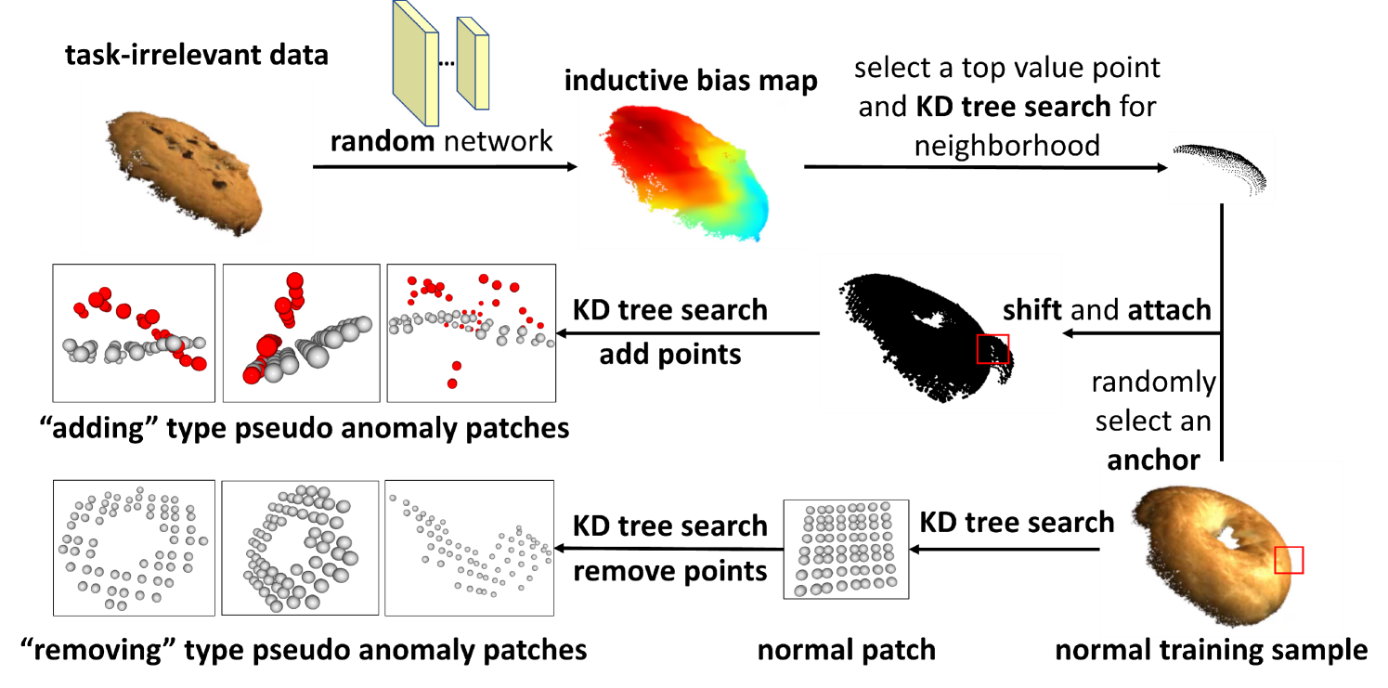 task-irrelevant data
...
random network
inductive bias map
select a top value point
and KD tree search for
neighborhood
shift and attach
KD tree search
add points
"adding" type pseudo anomaly patches
randomly
select an
anchor
KD tree search
KD tree search
remove points
"removing" type pseudo anomaly patches
normal patch
normal training sample